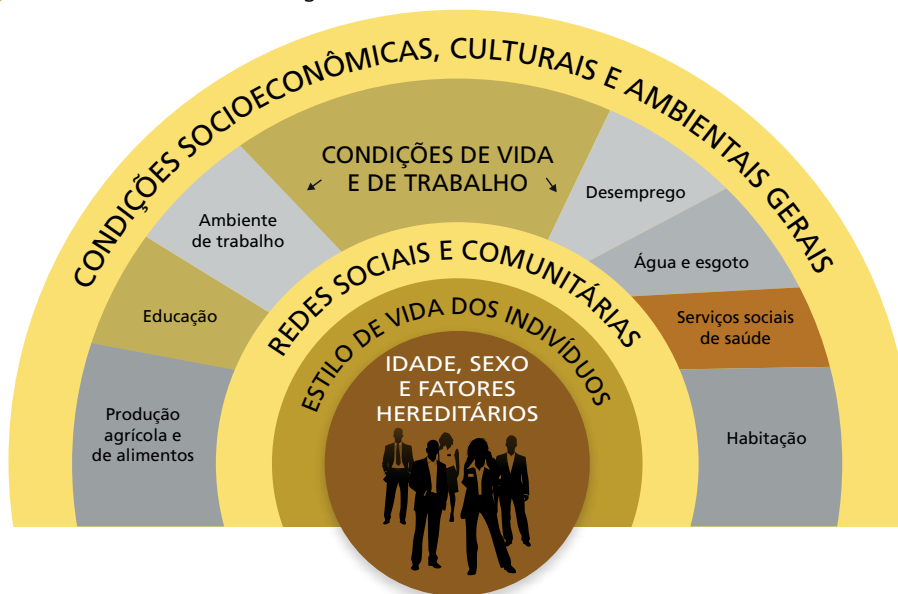 CONDIÇÕES SOCIOECONÔMICAS, CULTURAIS E AMBIENTAIS GERAIS
CONDIÇÕES DE VIDA
E DE TRABALHO
Desemprego
Ambiente
de trabalho
Água e esgoto
Educação
Serviços sociais
de saúde
Produção
agrícola e
de alimentos
Habitação
REDES SOCIAIS E COMUNITÁRIAS
ESTILO DE VIDA DOS INDIVÍDUOS
IDADE, SEXO
E FATORES
HEREDITÁRIOS